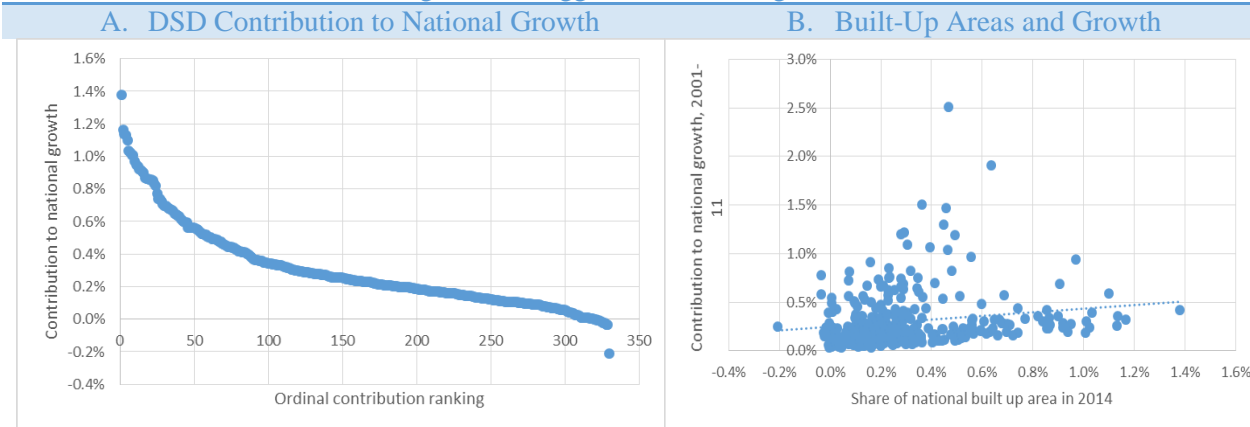 A. DSD Contribution to National Growth
B. Built-Up Areas and Growth
Contribution to national growth
1.6%
1.4%
1.2%
1.0%
0.8%
0.6%
0.4%
0.2%
0.0%
-0.2%
-0.4%
0 50 100 150 200 250 300 350
Ordinal contribution ranking
Contribution to national growth, 2001-
11
3.0%
2.5%
2.0%
1.5%
1.0%
0.5%
0.0%
-0.4% -0.2% 0.0% 0.2% 0.4% 0.6% 0.8% 1.0% 1.2% 1.4% 1.6%
Share of national built up area in 2014